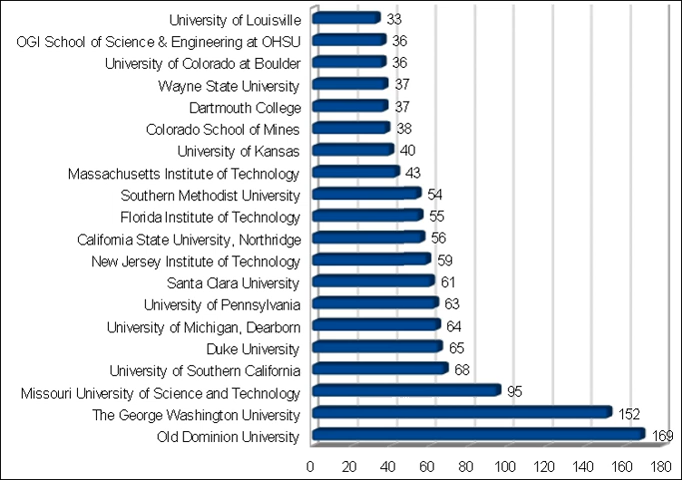 University of Louisville 33
OGI School of Science & Engineering at OHSU 36
University of Colorado at Boulder 36
Wayne State University 37
Dartmouth College 37
Colorado School of Mines 38
University of Kansas 40
Massachusetts Institute of Technology 43
Southern Methodist University 54
Florida Institute of Technology 55
California State University, Northridge 56
New Jersey Institute of Technology 59
Santa Clara University 61
University of Pennsylvania 63
University of Michigan, Dearborn 64
Duke University 65
University of Southern California 68
Missouri University of Science and Technology 95
The George Washington University 152
Old Dominion University 169
0 20 40 60 80 100 120 140 160 180